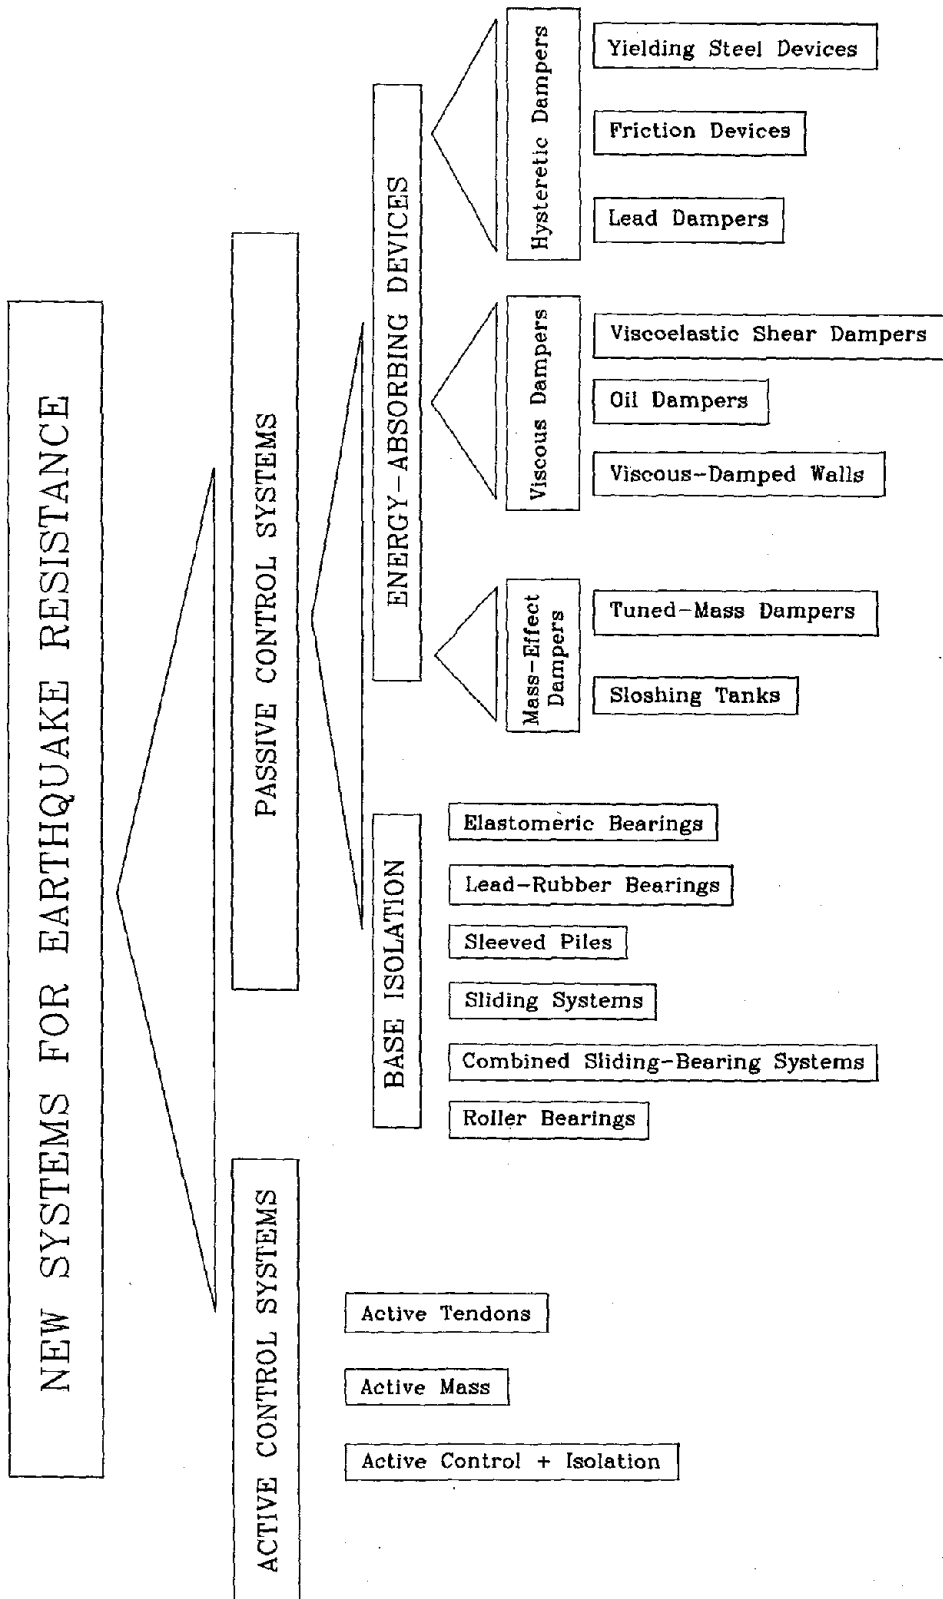 NEW SYSTEMS FOR EARTHQUAKE RESISTANCE
PASSIVE CONTROL SYSTEMS
ENERGY-ABSORBING DEVICES
Hysteretic Dampers
Yielding Steel Devices
Friction Devices
Lead Dampers
Viscous Dampers
Viscoelastic Shear Dampers
Oil Dampers
Viscous-Damped Walls
Mass-Effect
Dampers
Tuned-Mass Dampers
Sloshing Tanks
BASE ISOLATION
Elastomeric Bearings
Lead-Rubber Bearings
Sleeved Piles
Sliding Systems
Combined Sliding-Bearing Systems
Roller Bearings
ACTIVE CONTROL SYSTEMS
Active Tendons
Active Mass
Active Control + Isolation